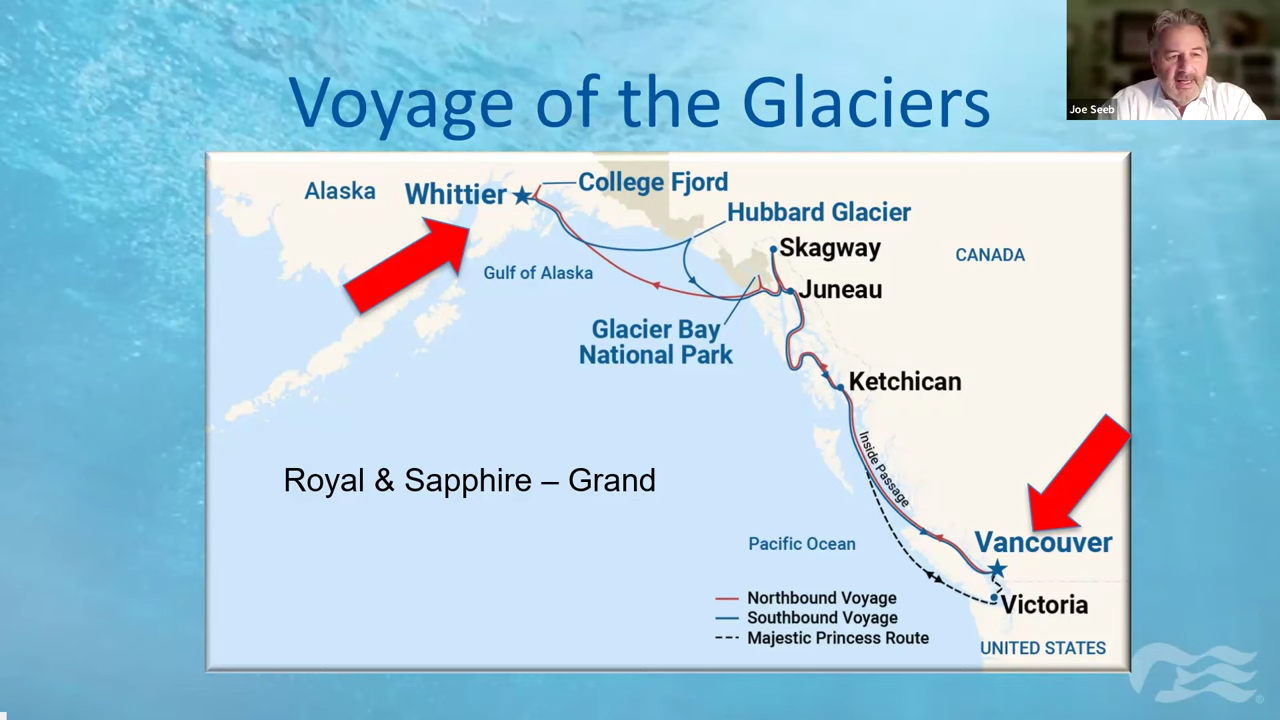 Voyage of the Glaciers
Joe Seeb
Alaska
Whittier
College Fjord
Hubbard Glacier
Skagway
CANADA
Gulf of Alaska
Juneau
Glacier Bay
National Park
Ketchican
Inside Passage
Royal & Sapphire – Grand
Pacific Ocean
Vancouver
Victoria
Northbound Voyage
Southbound Voyage
Majestic Princess Route
UNITED STATES
®